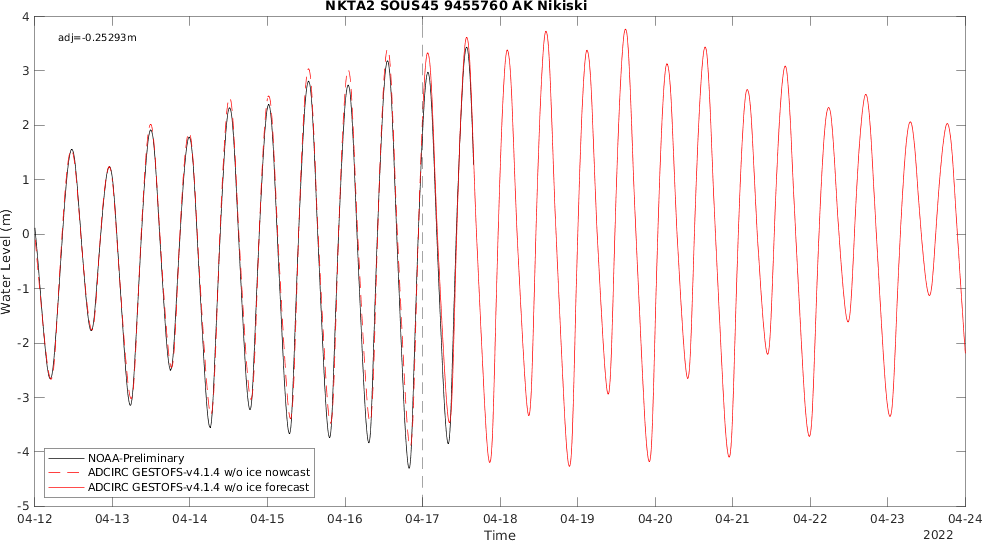 NKTA2 SOUS45 9455760 AK Nikiski
adj=-0.25293m
4
3
2
1
0
-1
-2
-3
-4
-5
Water Level (m)
NOAA-Preliminary
ADCIRC GESTOFS-v4.1.4 w/o ice nowcast
ADCIRC GESTOFS-v4.1.4 w/o ice forecast
04-12 04-13 04-14 04-15 04-16 04-17 04-18 04-19 04-20 04-21 04-22 04-23 04-24
Time
2022